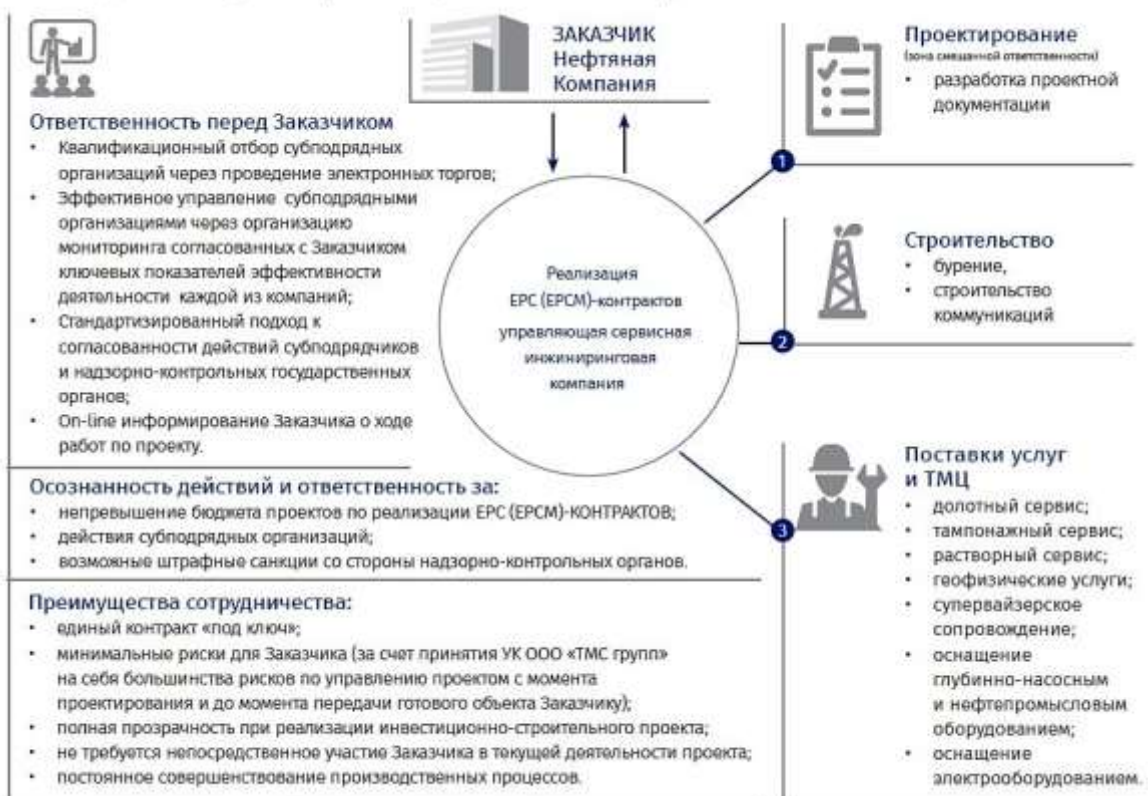 ЗАКАЗЧИК
Нефтяная
Компания
Ответственность перед Заказчиком
• Квалификационный отбор субподрядных
организаций через проведение электронных торгов;
• Эффективное управление субподрядными
организациями через организацию
мониторинга согласованных с Заказчиком
ключевых показателей эффективности
деятельности каждой из компаний;
• Стандартизированный подход к
согласованности действий субподрядчиков
и надзорно-контрольных государственных
органов;
• On-line информирование Заказчика о ходе
работ по проекту.
Реализация
EPC (EPCM)-контрактов
управляющая сервисная
инжиниринговая
компания
Осознанность действий и ответственность за:
• непревышение бюджета проектов по реализации EPC (EPCM)-КОНТРАКТОВ;
• действия субподрядных организаций;
• возможные штрафные санкции со стороны надзорно-контрольных органов.
Преимущества сотрудничества:
• единый контракт «под ключ»;
• минимальные риски для Заказчика (за счет принятия УК ООО «ТМС групп»
на себя большинства рисков по управлению проектом с момента
проектирования и до момента передачи готового объекта Заказчику);
• полная прозрачность при реализации инвестиционно-строительного проекта;
• не требуется непосредственное участие Заказчика в текущей деятельности проекта;
• постоянное совершенствование производственных процессов.
Проектирование
(зона смешанной ответственности)
• разработка проектной
документации
1
Строительство
• бурение,
• строительство
коммуникаций
2
Поставки услуг
и ТМЦ
• долотный сервис;
• тампонажный сервис;
• растворный сервис;
• геофизические услуги;
• супервайзерское
сопровождение;
• оснащение
глубинно-насосным
и нефтепромысловым
оборудованием;
• оснащение
электрооборудованием.
3